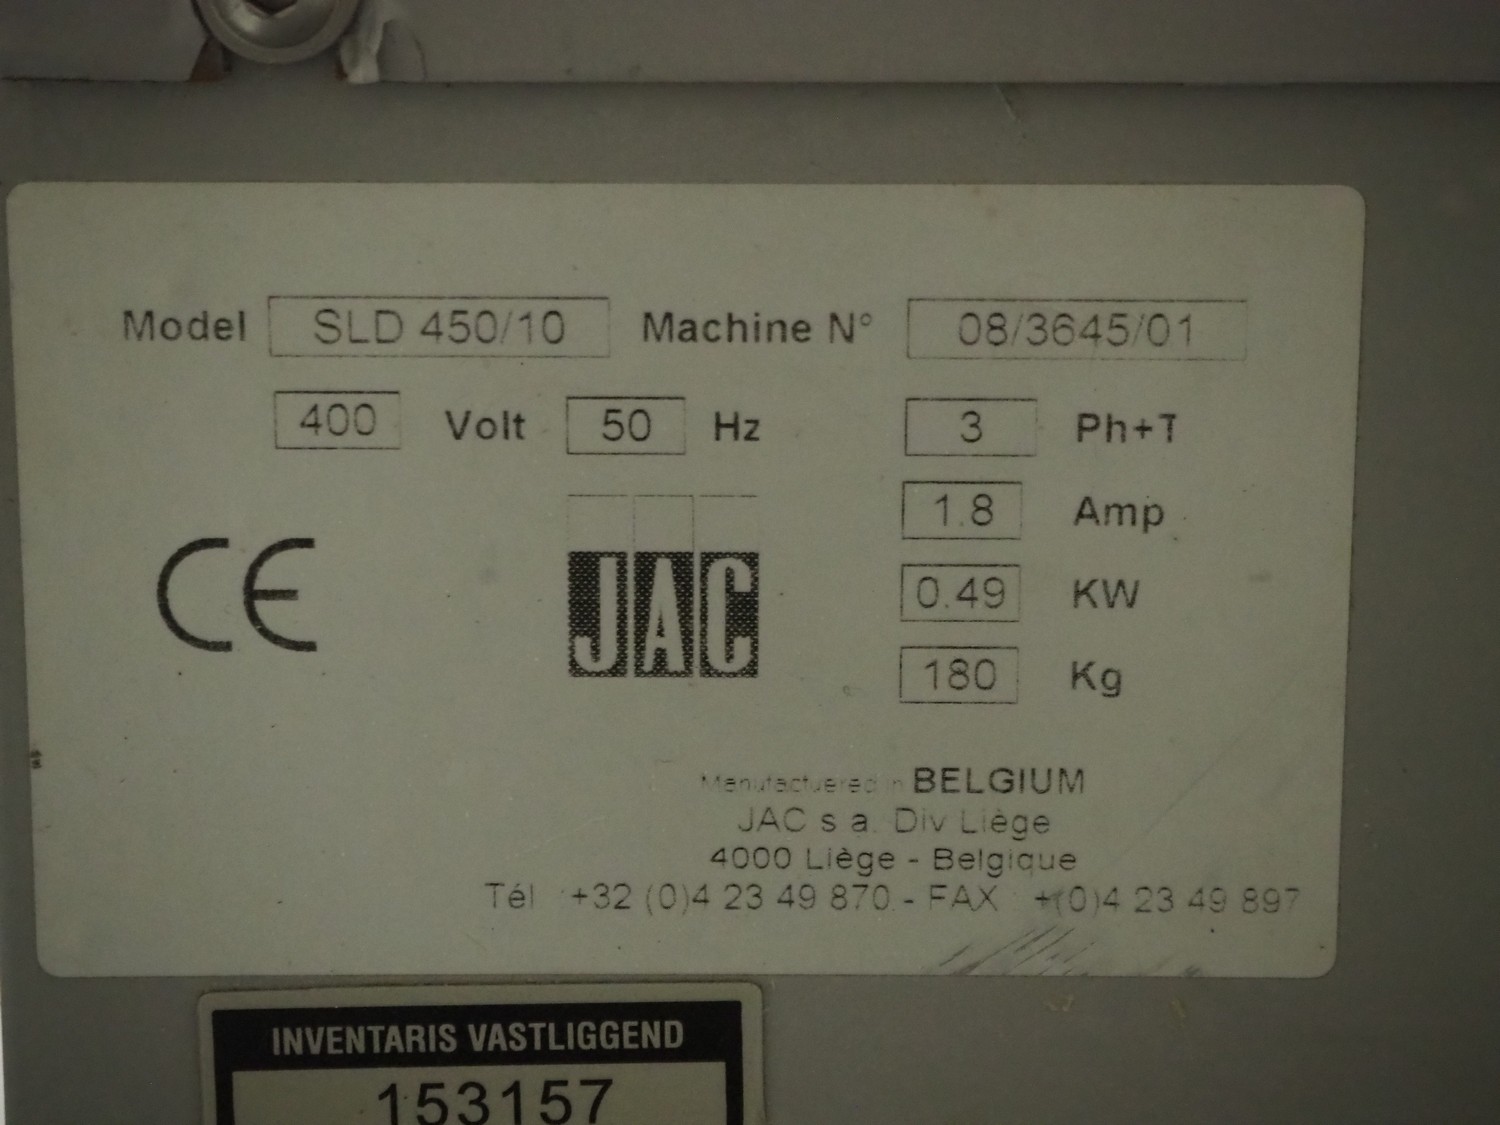 Model SLD 450/10 Machine N° 08/3645/01
400 Volt 50 Hz 3 Ph+T
1.8 Amp
CE JAC 0.49 KW
180 Kg
Manufactuered in BELGIUM
JAC s a. Div Liège
4000 Liège - Belgique
Tél +32 (0)4 23 49 870 - FAX +(0)4 23 49 897
INVENTARIS VASTLIGGEND
153157